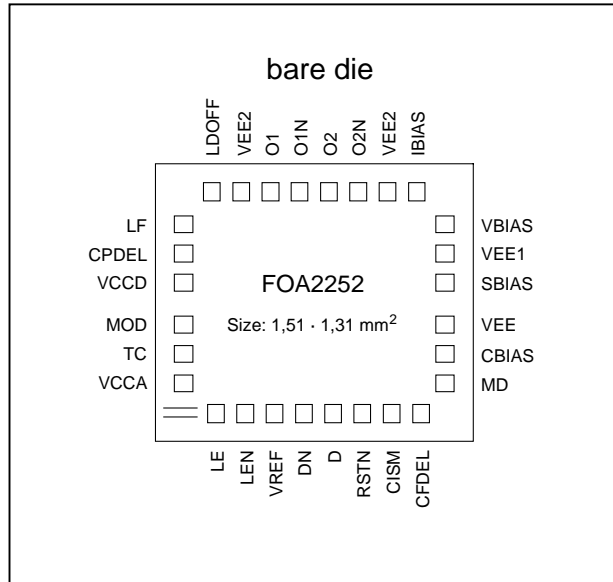 bare die
LDOFF
VEE2
O1
O1N
O2
O2N
VEE2
IBIAS
LF
CPDEL
VCCD
MOD
TC
VCCA
FOA2252
Size: 1,51 · 1,31 mm²
VBIAS
VEE1
SBIAS
VEE
CBIAS
MD
LE
LEN
VREF
DN
D
RSTN
CISM
CFDEL